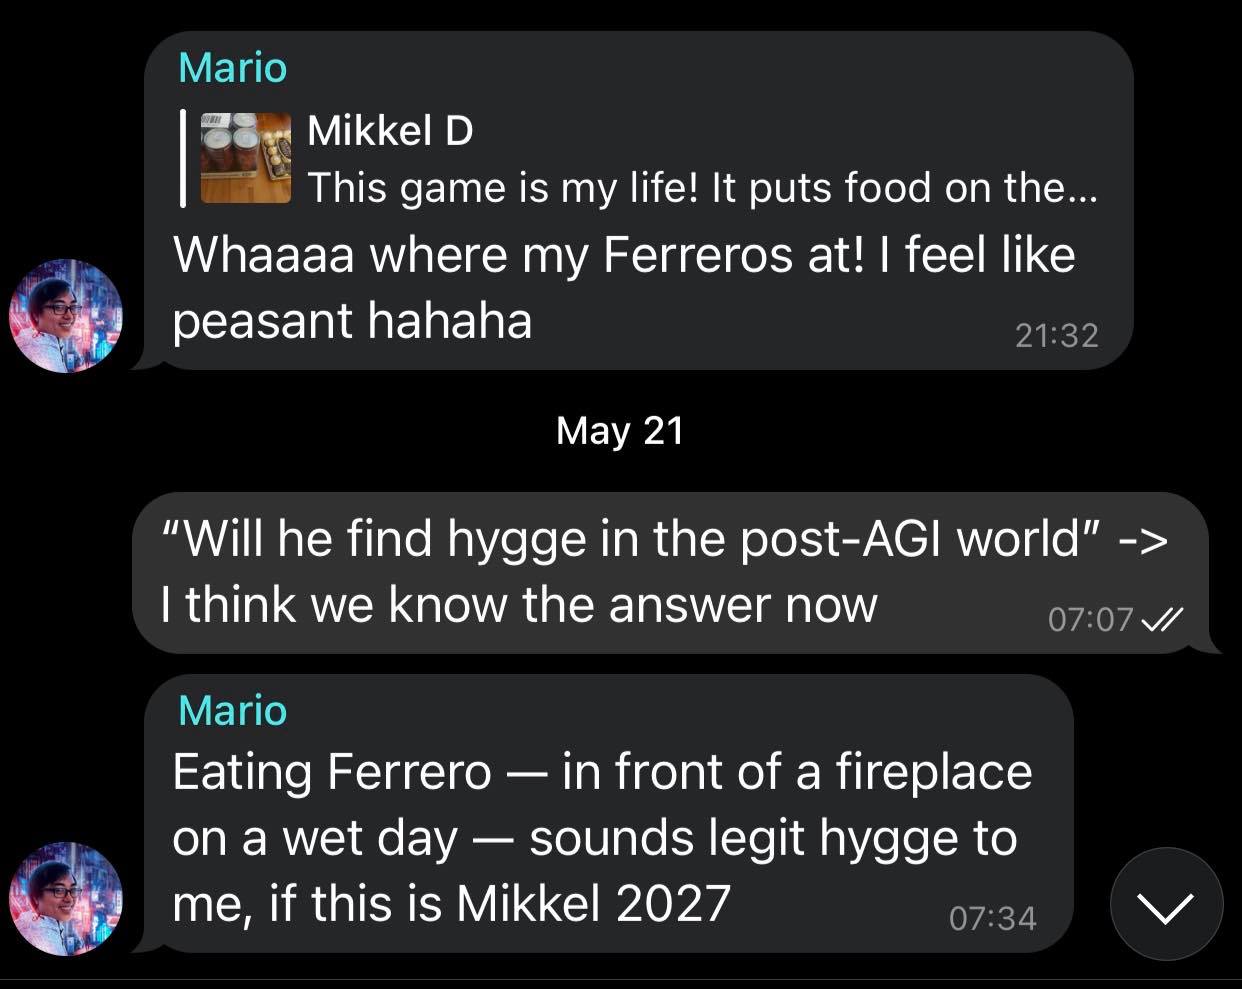 Mario
Mikkel D
This game is my life! It puts food on the...
Whaaaa where my Ferreros at! I feel like
peasant hahaha
21:32
May 21
“Will he find hygge in the post-AGI world” ->
I think we know the answer now
07:07
Mario
Eating Ferrero — in front of a fireplace
on a wet day — sounds legit hygge to
me, if this is Mikkel 2027
07:34